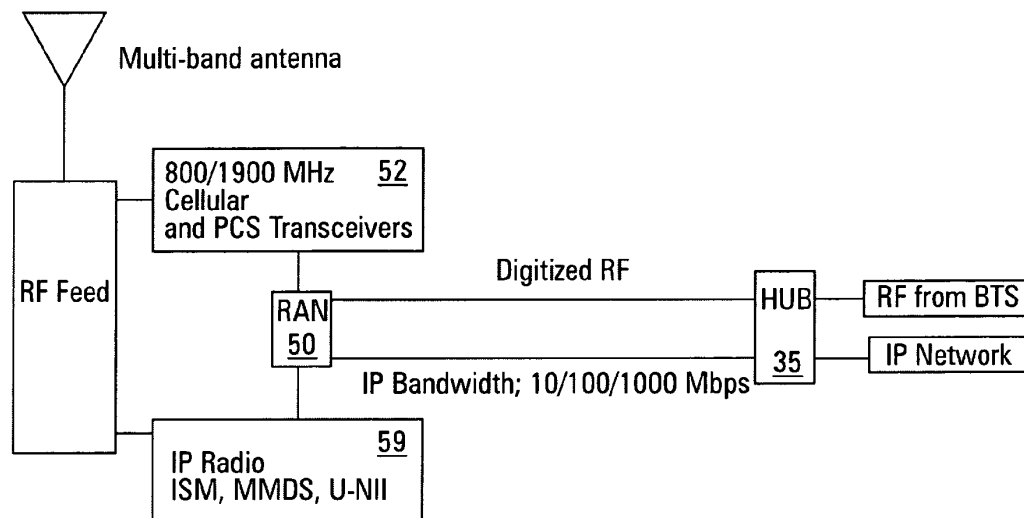 Multi-band antenna
800/1900 MHz 52
Cellular
and PCS Transceivers
RF Feed
Digitized RF
RAN
50
HUB
35
RF from BTS
IP Network
IP Bandwidth; 10/100/1000 Mbps
59
IP Radio
ISM, MMDS, U-NII